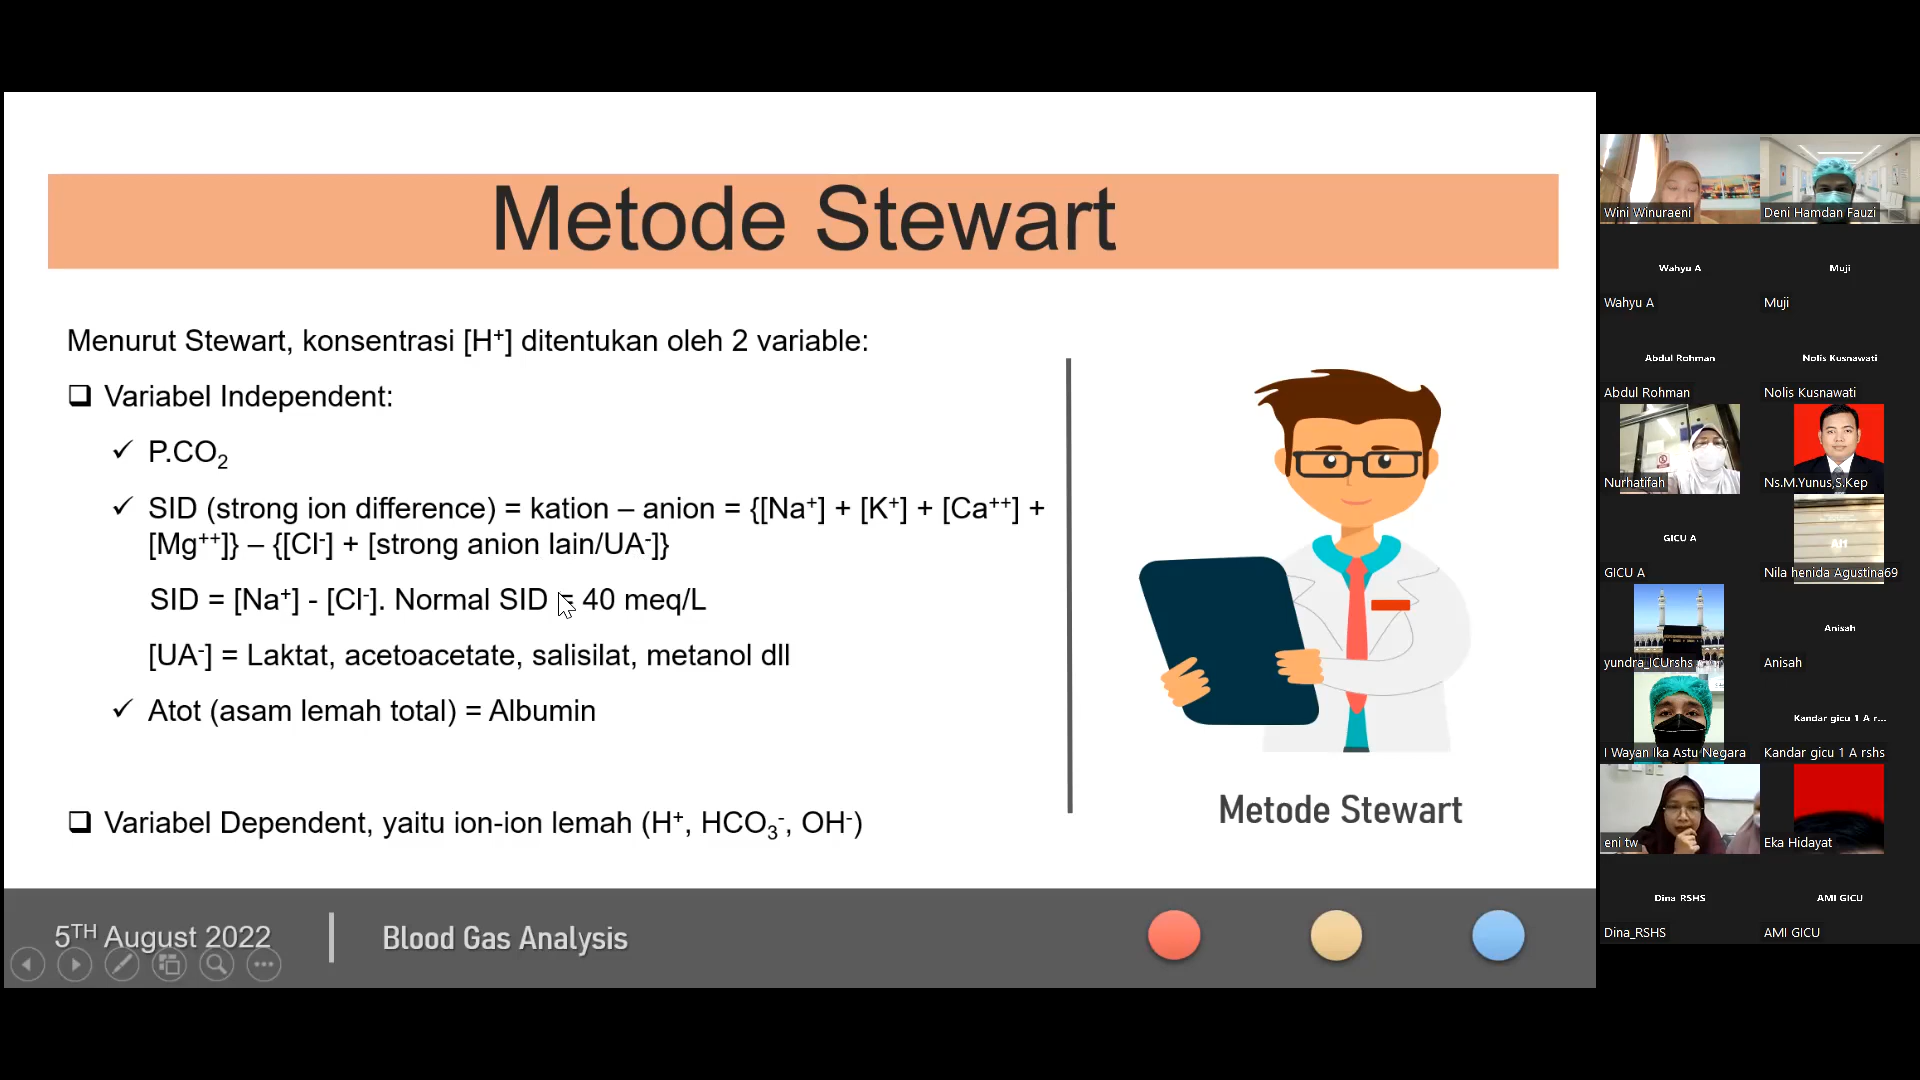 Metode Stewart
Menurut Stewart, konsentrasi [H⁺] ditentukan oleh 2 variable:
Variabel Independent:
P.CO₂
SID (strong ion difference) = kation – anion = {[Na⁺] + [K⁺] + [Ca⁺⁺] +
[Mg⁺⁺]} – {[Cl⁻] + [strong anion lain/UA⁻]}
SID = [Na⁺] - [Cl⁻]. Normal SID = 40 meq/L
[UA⁻] = Laktat, acetoacetate, salisilat, metanol dll
Atot (asam lemah total) = Albumin
Variabel Dependent, yaitu ion-ion lemah (H⁺, HCO₃⁻, OH⁻)
Metode Stewart
5TH August 2022
Blood Gas Analysis
Wini Winuraeni
Deni Hamdan Fauzi
Wahyu A
Muji
Wahyu A
Muji
Abdul Rohman
Nolis Kusnawati
Abdul Rohman
Nolis Kusnawati
Nurhatifah
Ns.M.Yunus,S.Kep
GICU A
GICU A
Nila henida Agustina69
Anisah
yundra_ICUrshs
Anisah
Kandar gicu 1 A r...
I Wayan Ika Astu Negara
Kandar gicu 1 A rshs
eni tw
Eka Hidayat
Dina RSHS
AMI GICU
Dina_RSHS
AMI GICU